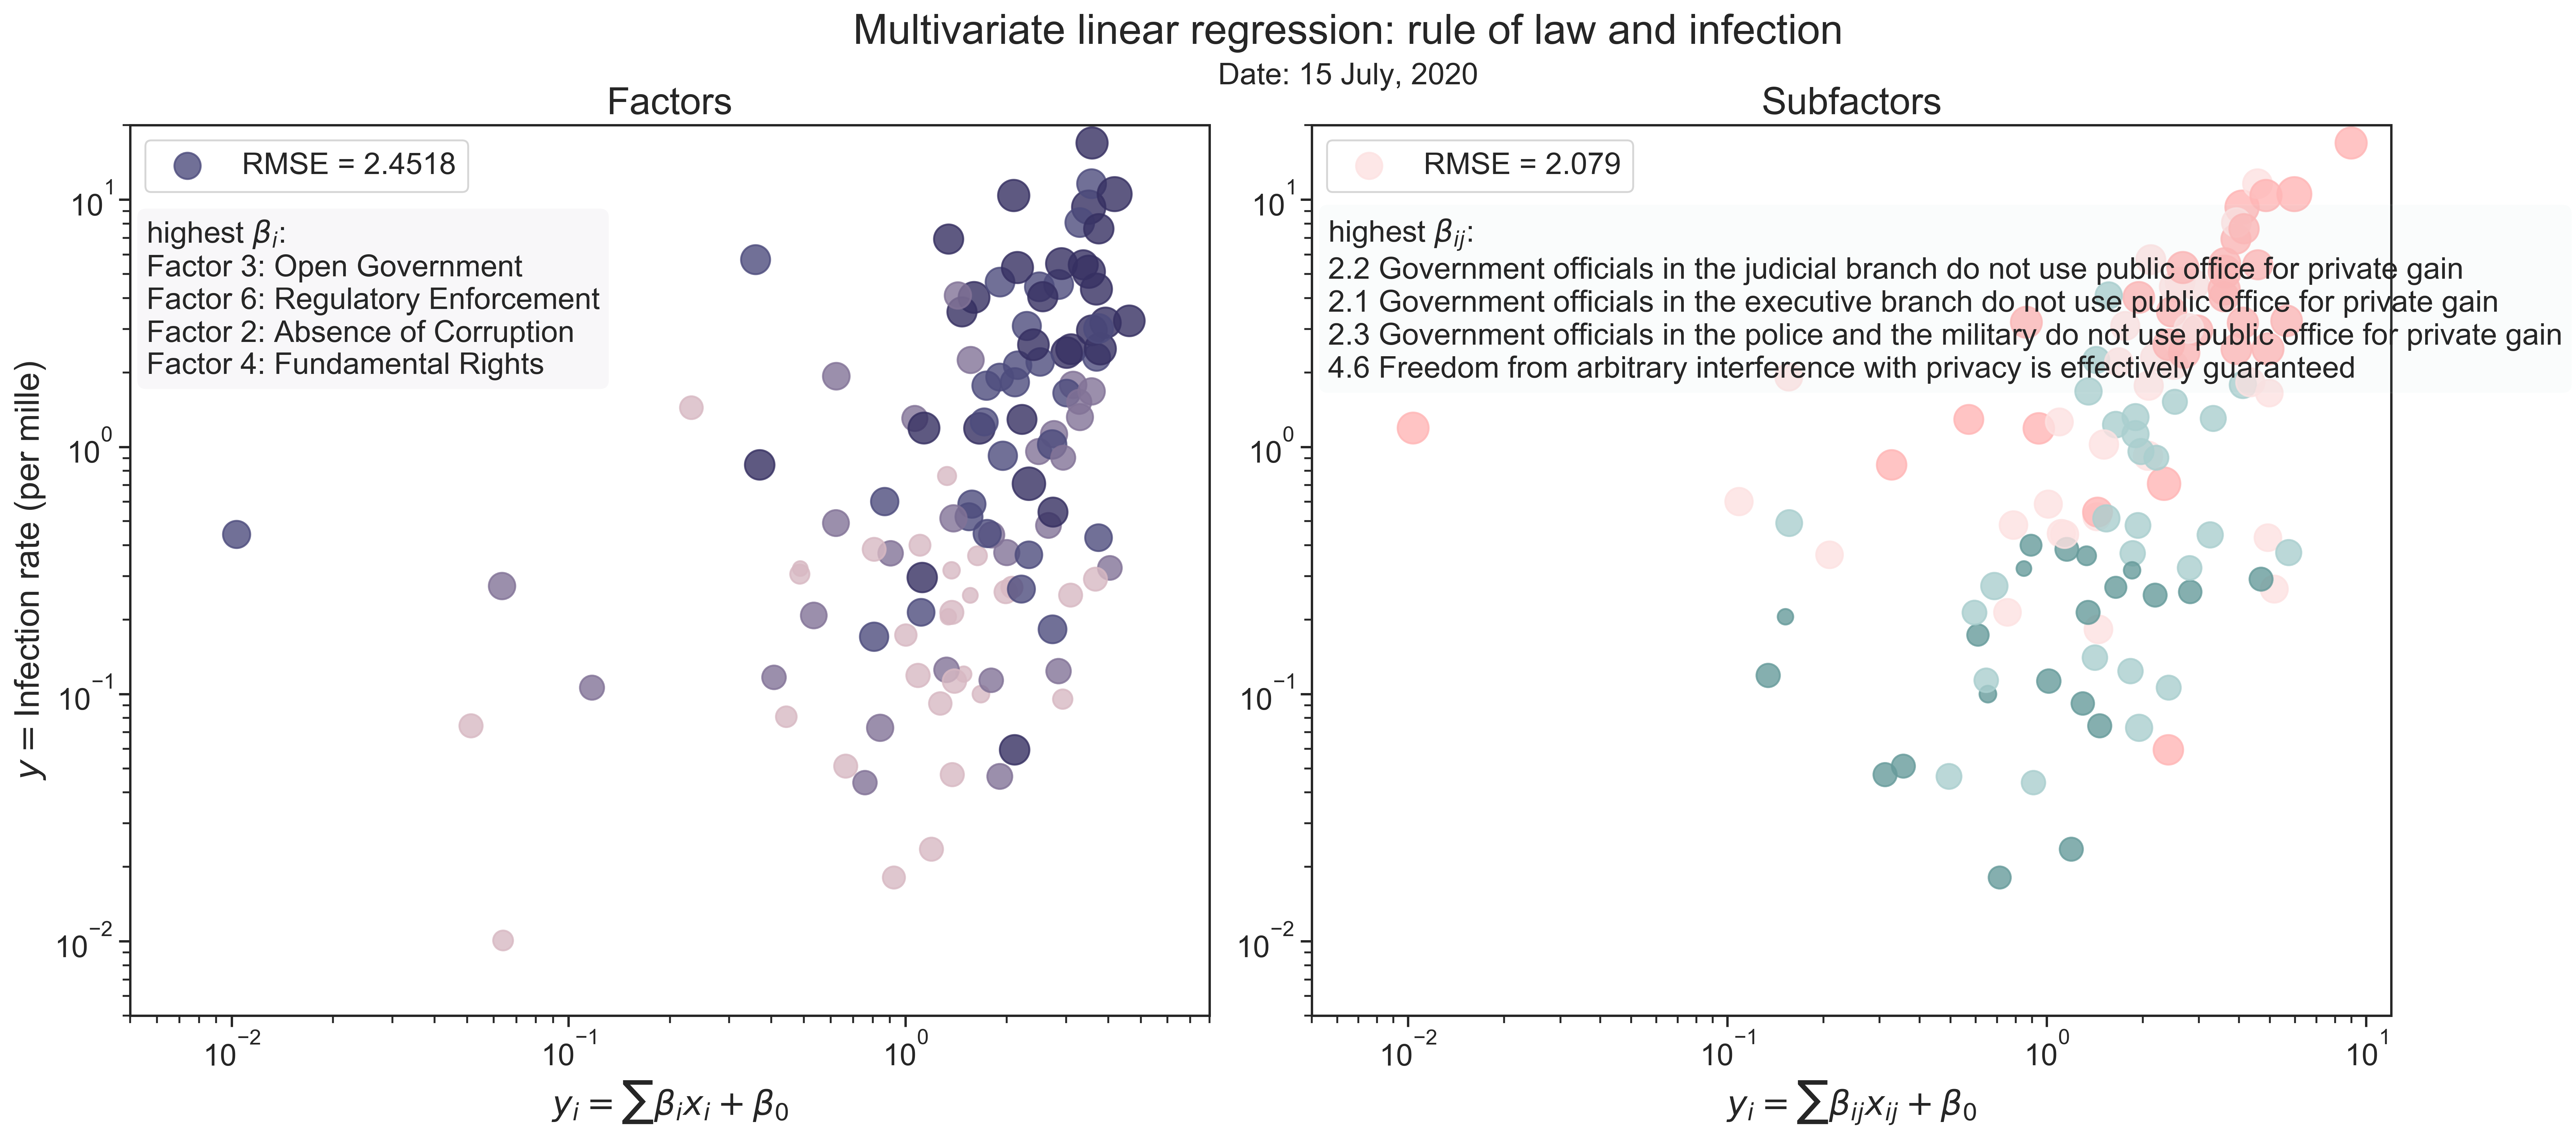 Multivariate linear regression: rule of law and infection
Date: 15 July, 2020
Factors
RMSE = 2.4518
highest βᵢ:
Factor 3: Open Government
Factor 6: Regulatory Enforcement
Factor 2: Absence of Corruption
Factor 4: Fundamental Rights
y = Infection rate (per mille)
10¹
10⁰
10⁻¹
10⁻²
10⁻² 10⁻¹ 10⁰
yᵢ = ∑βᵢxᵢ + β₀
Subfactors
RMSE = 2.079
highest βᵢⱼ:
2.2 Government officials in the judicial branch do not use public office for private gain
2.1 Government officials in the executive branch do not use public office for private gain
2.3 Government officials in the police and the military do not use public office for private gain
4.6 Freedom from arbitrary interference with privacy is effectively guaranteed
10¹
10⁰
10⁻¹
10⁻²
10⁻² 10⁻¹ 10⁰ 10¹
yᵢ = ∑βᵢⱼxᵢⱼ + β₀